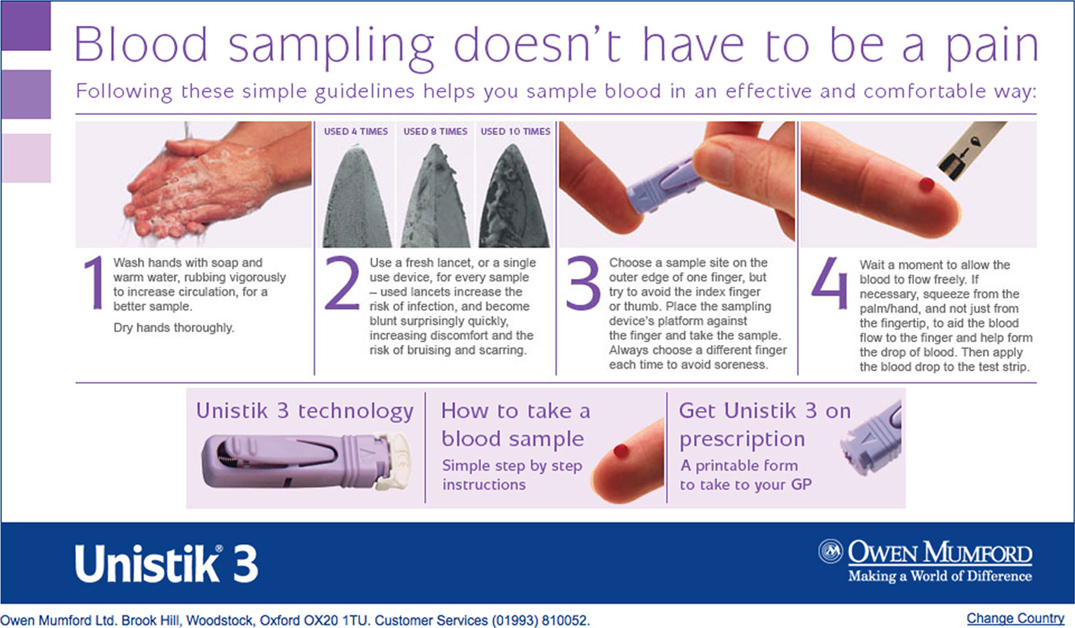 Blood sampling doesn't have to be a pain
Following these simple guidelines helps you sample blood in an effective and comfortable way:
USED 4 TIMES
USED 8 TIMES
USED 10 TIMES
1
Wash hands with soap and
warm water, rubbing vigorously
to increase circulation, for a
better sample.
Dry hands thoroughly.
2
Use a fresh lancet, or a single
use device, for every sample
– used lancets increase the
risk of infection, and become
blunt surprisingly quickly,
increasing discomfort and the
risk of bruising and scarring.
3
Choose a sample site on the
outer edge of one finger, but
try to avoid the index finger
or thumb. Place the sampling
device's platform against
the finger and take the sample.
Always choose a different finger
each time to avoid soreness.
4
Wait a moment to allow the
blood to flow freely. If
necessary, squeeze from the
palm/hand, and not just from
the fingertip, to aid the blood
flow to the finger and help form
the drop of blood. Then apply
the blood drop to the test strip.
Unistik 3 technology
How to take a
blood sample
Simple step by step
instructions
Get Unistik 3 on
prescription
A printable form
to take to your GP
Unistik® 3
OWEN MUMFORD
Making a World of Difference
Owen Mumford Ltd. Brook Hill, Woodstock, Oxford OX20 1TU. Customer Services (01993) 810052.
Change Country